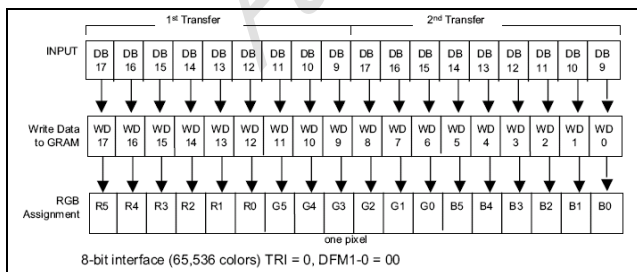 1st Transfer 2nd Transfer
INPUT DB 17 DB 16 DB 15 DB 14 DB 13 DB 12 DB 11 DB 10 DB 9 DB 17 DB 16 DB 15 DB 14 DB 13 DB 12 DB 11 DB 10 DB 9
Write Data to GRAM WD 17 WD 16 WD 15 WD 14 WD 13 WD 12 WD 11 WD 10 WD 9 WD 8 WD 7 WD 6 WD 5 WD 4 WD 3 WD 2 WD 1 WD 0
RGB Assignment R5 R4 R3 R2 R1 R0 G5 G4 G3 G2 G1 G0 B5 B4 B3 B2 B1 B0
one pixel
8-bit interface (65,536 colors) TRI = 0, DFM1-0 = 00